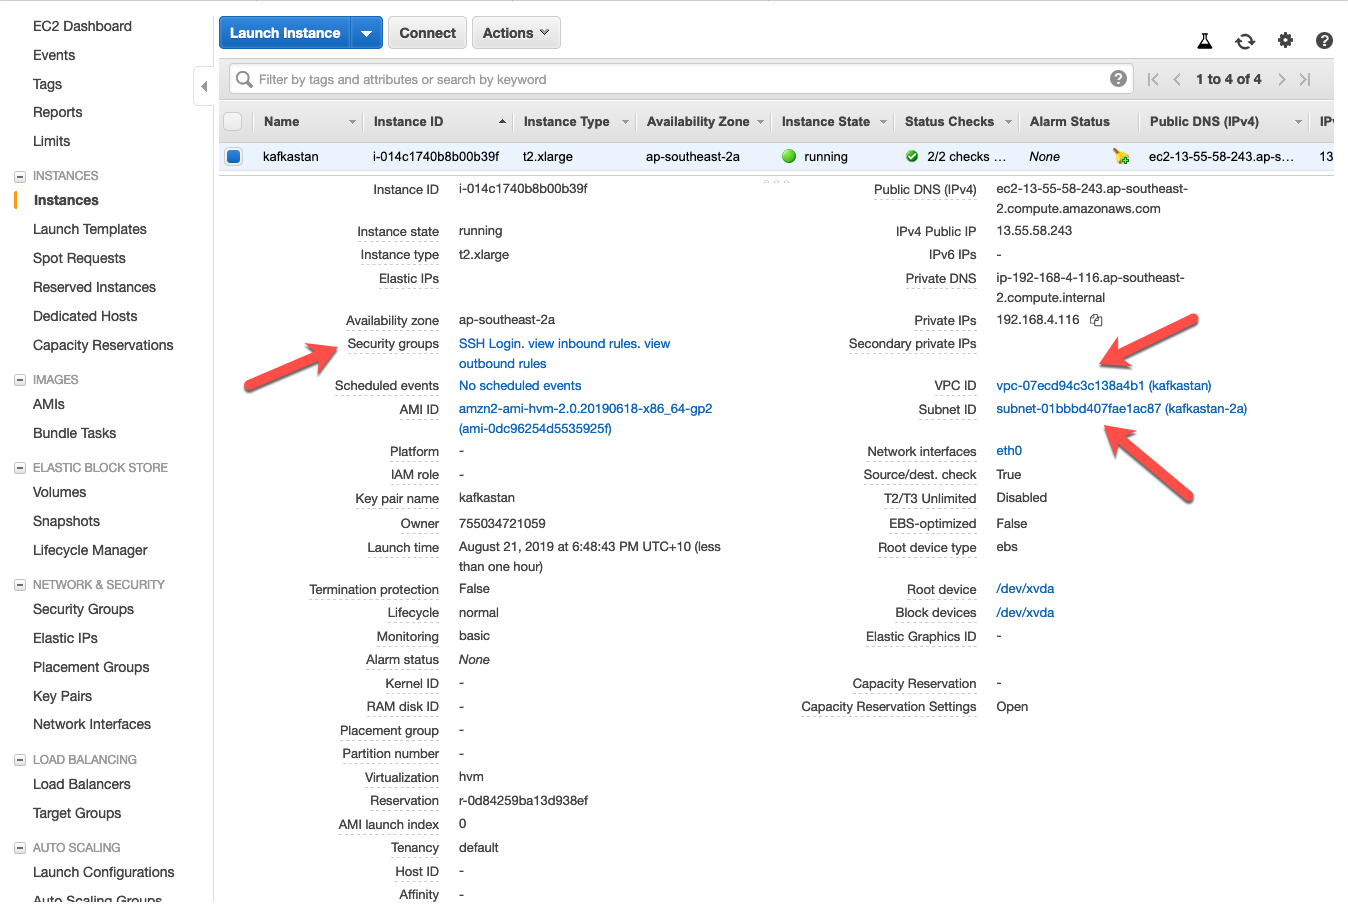 EC2 Dashboard
Events
Tags
Reports
Limits
INSTANCES
Instances
Launch Templates
Spot Requests
Reserved Instances
Dedicated Hosts
Capacity Reservations
IMAGES
AMIs
Bundle Tasks
ELASTIC BLOCK STORE
Volumes
Snapshots
Lifecycle Manager
NETWORK & SECURITY
Security Groups
Elastic IPs
Placement Groups
Key Pairs
Network Interfaces
LOAD BALANCING
Load Balancers
Target Groups
AUTO SCALING
Launch Configurations
Auto Scaling Groups
Launch Instance Connect Actions
Filter by tags and attributes or search by keyword 1 to 4 of 4
Name Instance ID Instance Type Availability Zone Instance State Status Checks Alarm Status Public DNS (IPv4) IP
kafkastan i-014c1740b8b00b39f t2.xlarge ap-southeast-2a running 2/2 checks ... None ec2-13-55-58-243.ap-s... 13
Instance ID i-014c1740b8b00b39f
Instance state running
Instance type t2.xlarge
Elastic IPs
Availability zone ap-southeast-2a
Security groups SSH Login. view inbound rules. view
outbound rules
Scheduled events No scheduled events
AMI ID amzn2-ami-hvm-2.0.20190618-x86_64-gp2
(ami-0dc96254d5535925f)
Platform -
IAM role -
Key pair name kafkastan
Owner 755034721059
Launch time August 21, 2019 at 6:48:43 PM UTC+10 (less
than one hour)
Termination protection False
Lifecycle normal
Monitoring basic
Alarm status None
Kernel ID -
RAM disk ID -
Placement group -
Partition number -
Virtualization hvm
Reservation r-0d84259ba13d938ef
AMI launch index 0
Tenancy default
Host ID -
Affinity -
Public DNS (IPv4) ec2-13-55-58-243.ap-southeast-
2.compute.amazonaws.com
IPv4 Public IP 13.55.58.243
IPv6 IPs -
Private DNS ip-192-168-4-116.ap-southeast-
2.compute.internal
Private IPs 192.168.4.116
Secondary private IPs
VPC ID vpc-07ecd94c3c138a4b1 (kafkastan)
Subnet ID subnet-01bbbd407fae1ac87 (kafkastan-2a)
Network interfaces eth0
Source/dest. check True
T2/T3 Unlimited Disabled
EBS-optimized False
Root device type ebs
Root device /dev/xvda
Block devices /dev/xvda
Elastic Graphics ID -
Capacity Reservation -
Capacity Reservation Settings Open